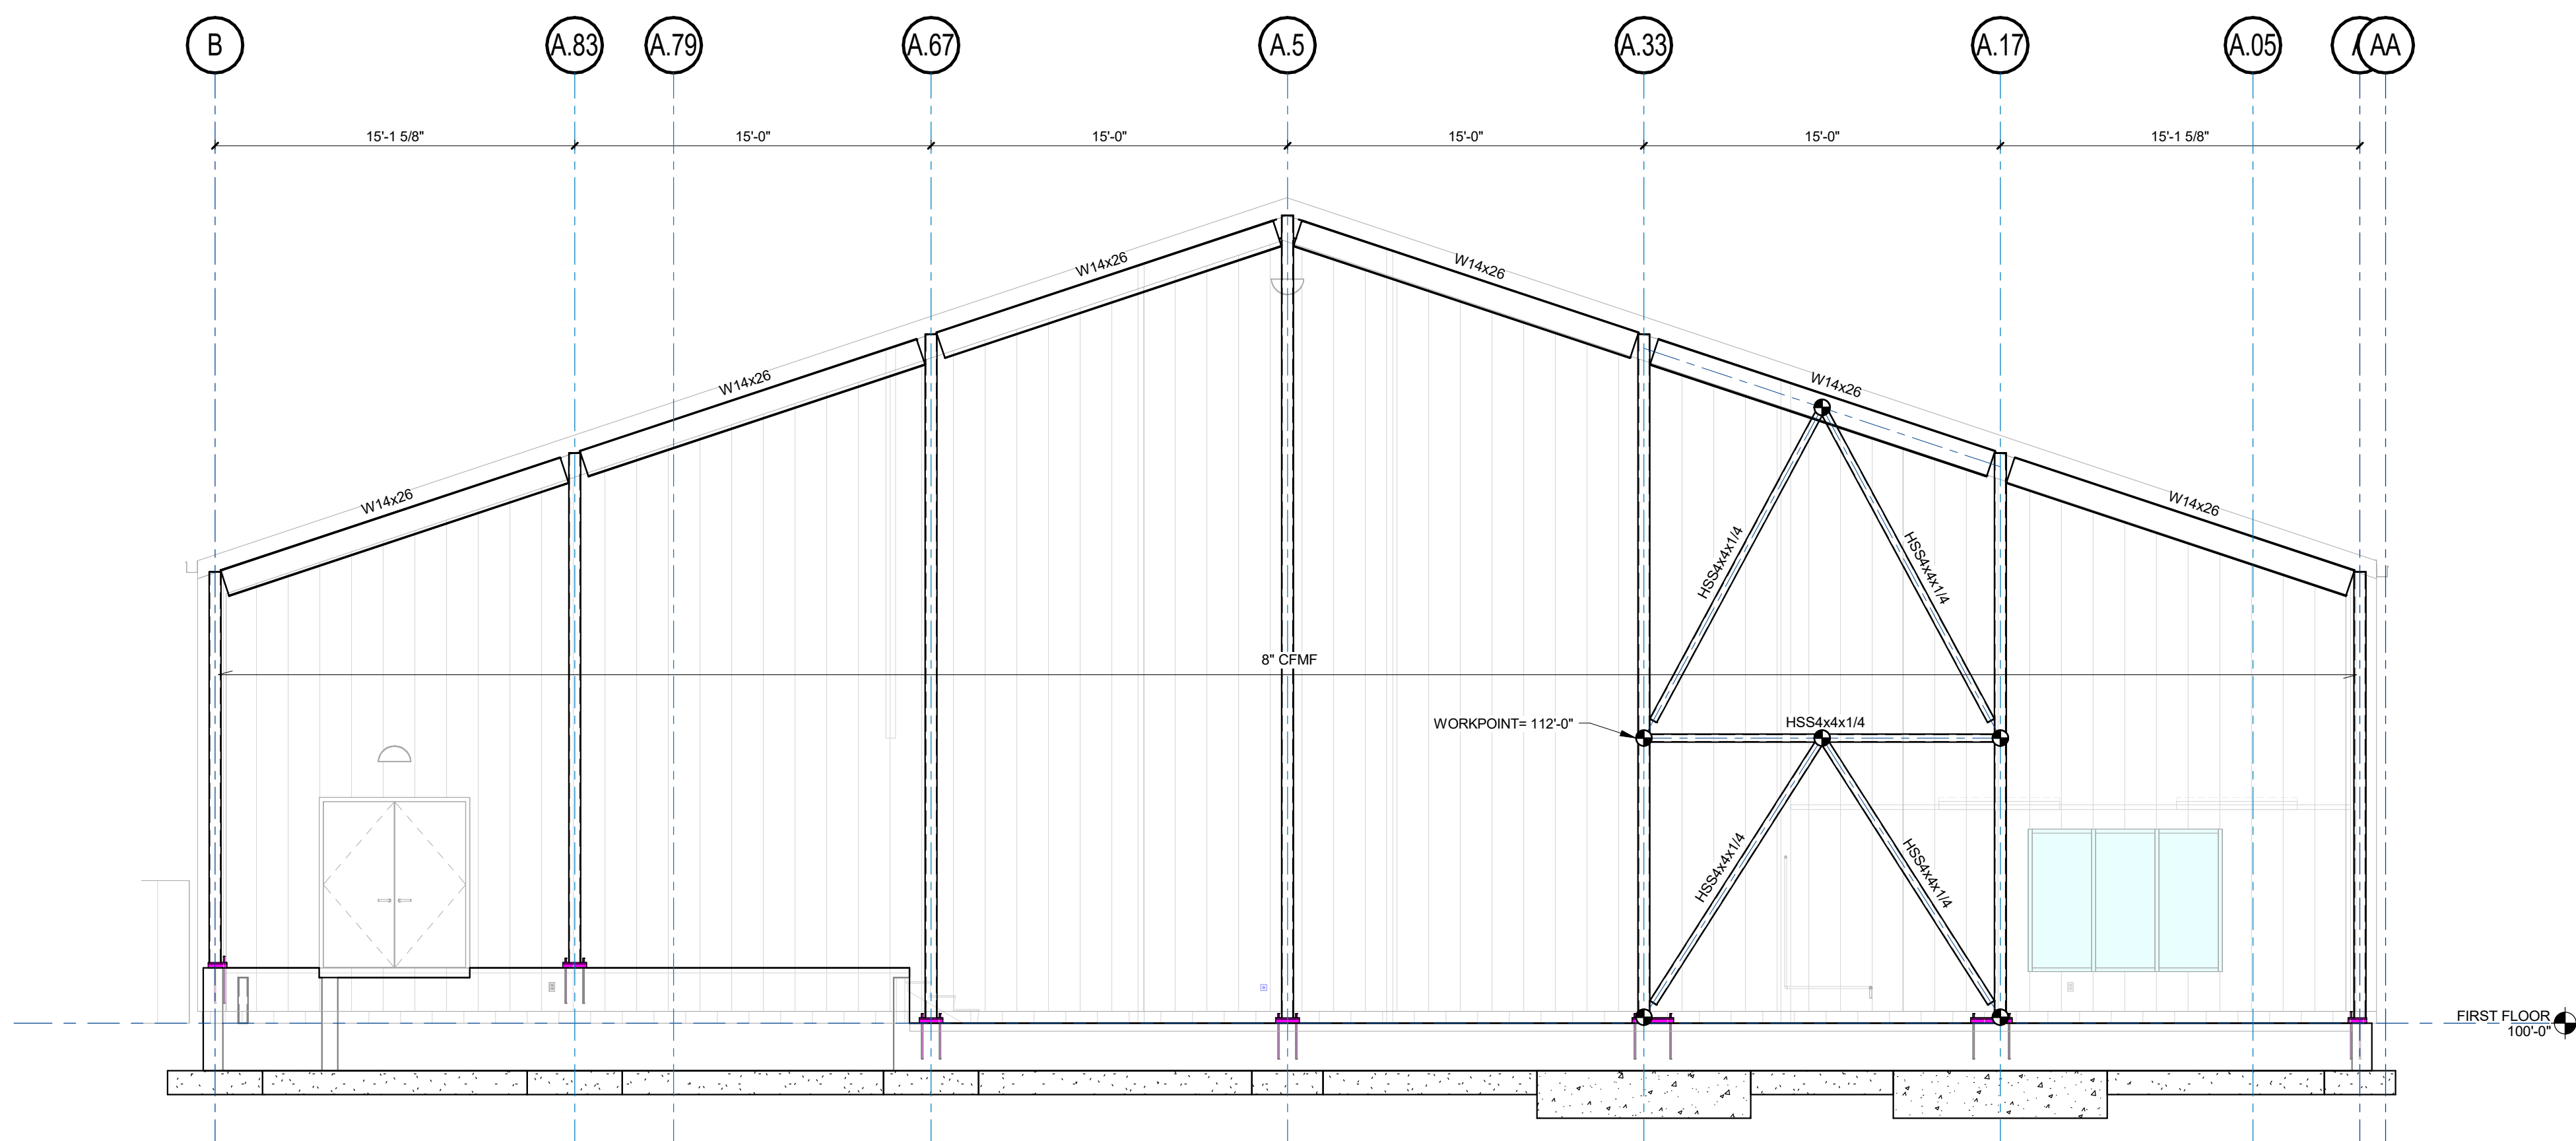 B
A.83
A.79
A.67
A.5
A.33
A.17
A.05
A
AA
15'-1 5/8"
15'-0"
15'-0"
15'-0"
15'-0"
15'-1 5/8"
W14x26
W14x26
W14x26
W14x26
W14x26
W14x26
HSS4x4x1/4
HSS4x4x1/4
8" CFMF
WORKPOINT= 112'-0"
HSS4x4x1/4
HSS4x4x1/4
HSS4x4x1/4
FIRST FLOOR
100'-0"